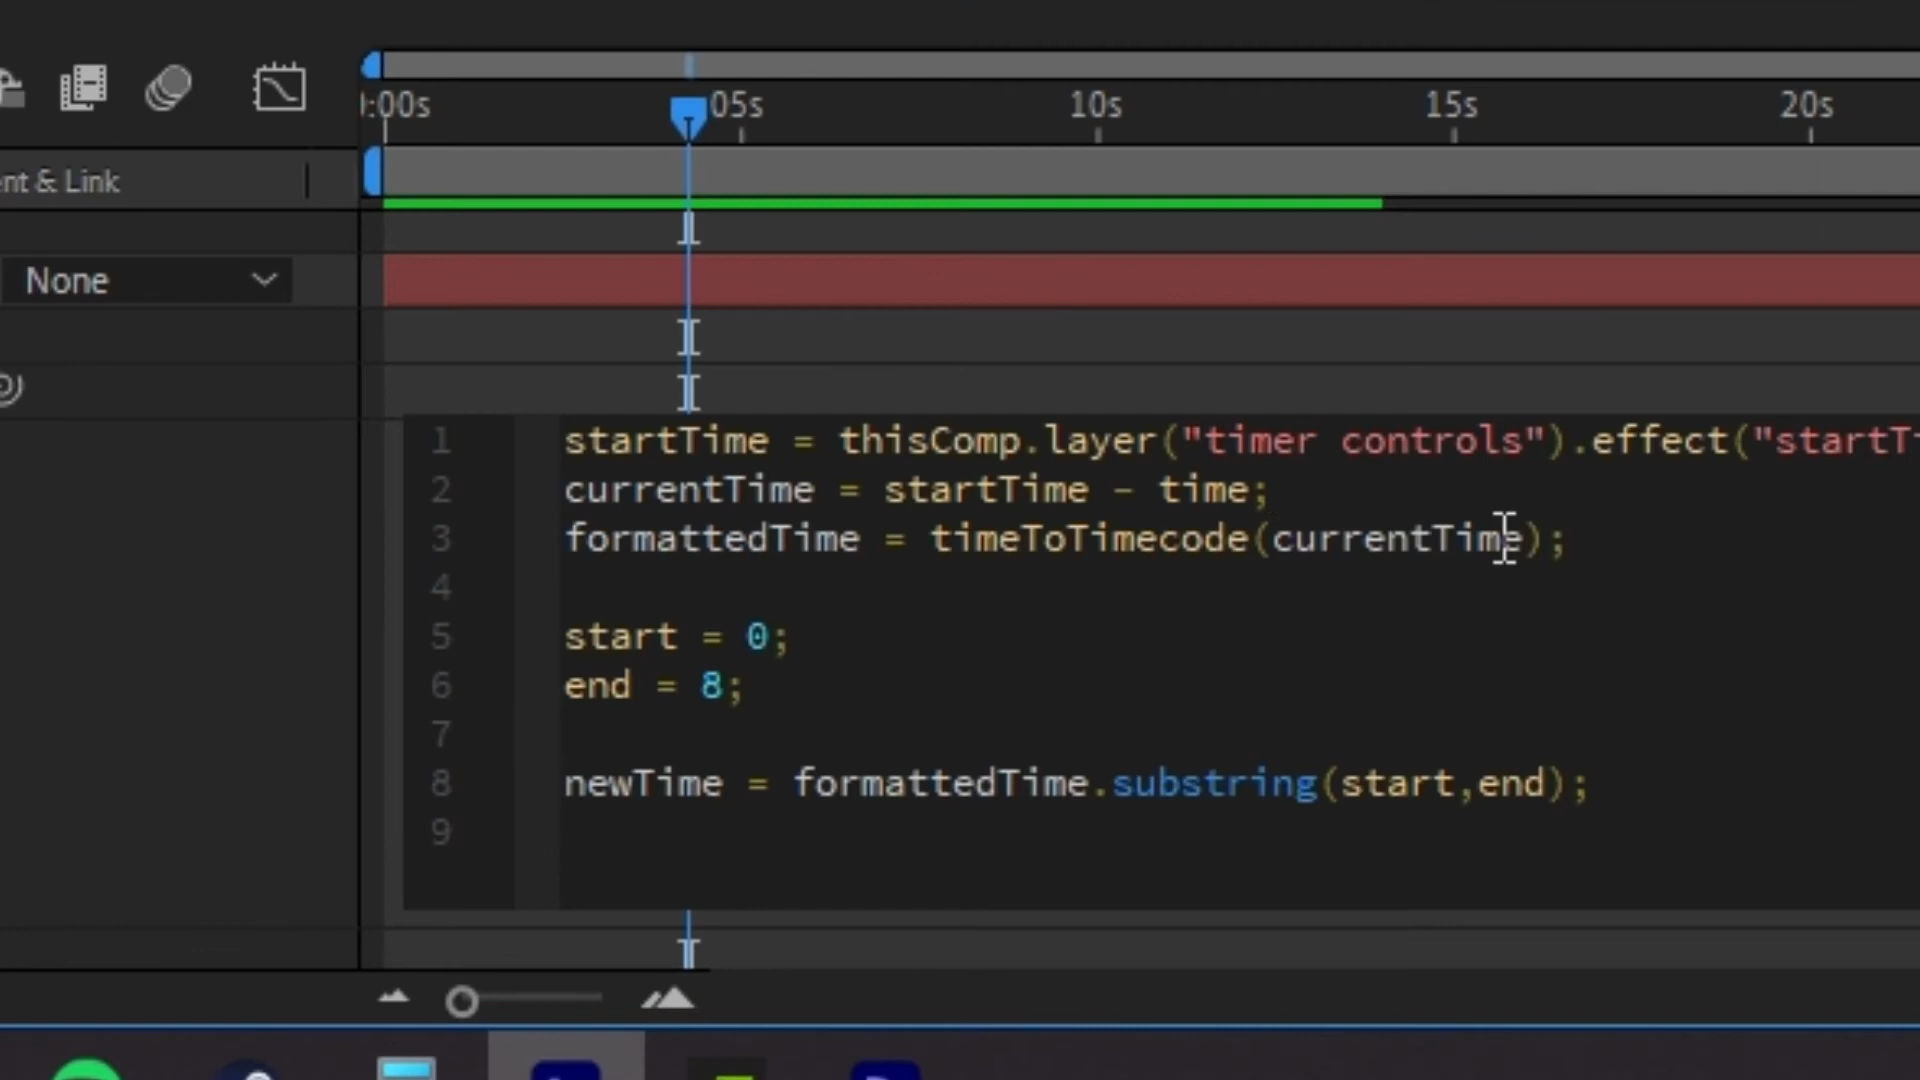 :00s 05s 10s 15s 20s
nt & Link
None
1 startTime = thisComp.layer("timer controls").effect("startT
2 currentTime = startTime - time;
3 formattedTime = timeToTimecode(currentTime);
4
5 start = 0;
6 end = 8;
7
8 newTime = formattedTime.substring(start,end);
9